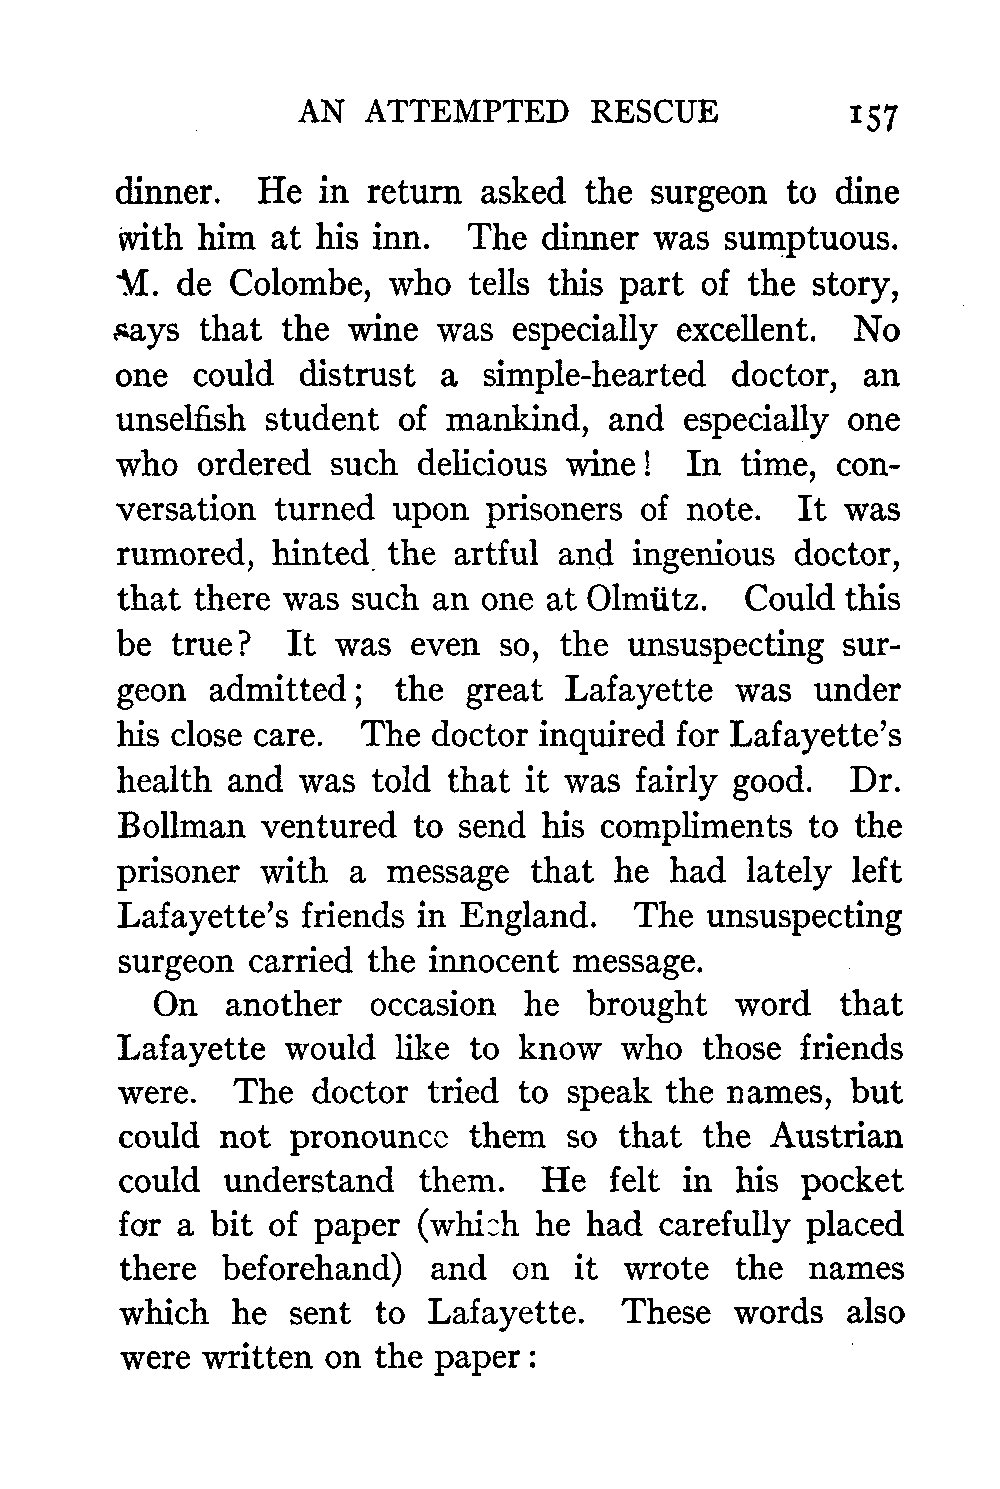 AN ATTEMPTED RESCUE 157
dinner. He in return asked the surgeon to dine
with him at his inn. The dinner was sumptuous.
M. de Colombe, who tells this part of the story,
says that the wine was especially excellent. No
one could distrust a simple-hearted doctor, an
unselfish student of mankind, and especially one
who ordered such delicious wine! In time, con-
versation turned upon prisoners of note. It was
rumored, hinted the artful and ingenious doctor,
that there was such an one at Olmütz. Could this
be true? It was even so, the unsuspecting sur-
geon admitted; the great Lafayette was under
his close care. The doctor inquired for Lafayette's
health and was told that it was fairly good. Dr.
Bollman ventured to send his compliments to the
prisoner with a message that he had lately left
Lafayette's friends in England. The unsuspecting
surgeon carried the innocent message.
On another occasion he brought word that
Lafayette would like to know who those friends
were. The doctor tried to speak the names, but
could not pronounce them so that the Austrian
could understand them. He felt in his pocket
for a bit of paper (which he had carefully placed
there beforehand) and on it wrote the names
which he sent to Lafayette. These words also
were written on the paper: